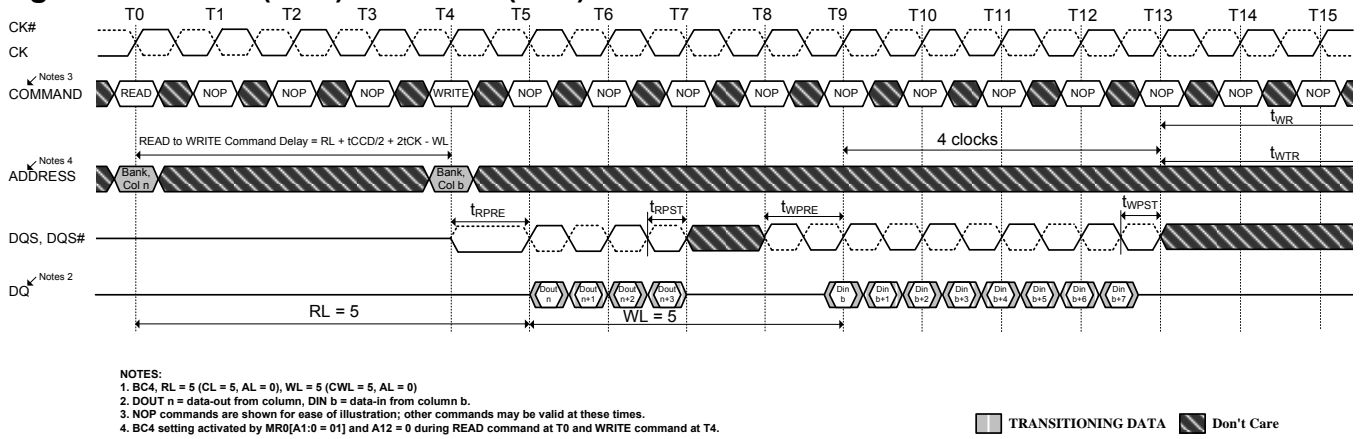 T0 T1 T2 T3 T4 T5 T6 T7 T8 T9 T10 T11 T12 T13 T14 T15
CK#
CK
Notes 3
COMMAND READ NOP NOP NOP WRITE NOP NOP NOP NOP NOP NOP NOP NOP NOP NOP NOP
READ to WRITE Command Delay = RL + tCCD/2 + 2tCK - WL
4 clocks
tWR
tWTR
Notes 4
ADDRESS
Bank, Col n
Bank, Col b
tRPRE tRPST tWPRE tWPST
DQS, DQS#
Notes 2
DQ
Dout n
Dout n+1
Dout n+2
Dout n+3
Din b
Din b+1
Din b+2
Din b+3
Din b+4
Din b+5
Din b+6
Din b+7
RL = 5 WL = 5
NOTES:
1. BC4, RL = 5 (CL = 5, AL = 0), WL = 5 (CWL = 5, AL = 0)
2. DOUT n = data-out from column, DIN b = data-in from column b.
3. NOP commands are shown for ease of illustration; other commands may be valid at these times.
4. BC4 setting activated by MR0[A1:0 = 01] and A12 = 0 during READ command at T0 and WRITE command at T4.
TRANSITIONING DATA Don't Care